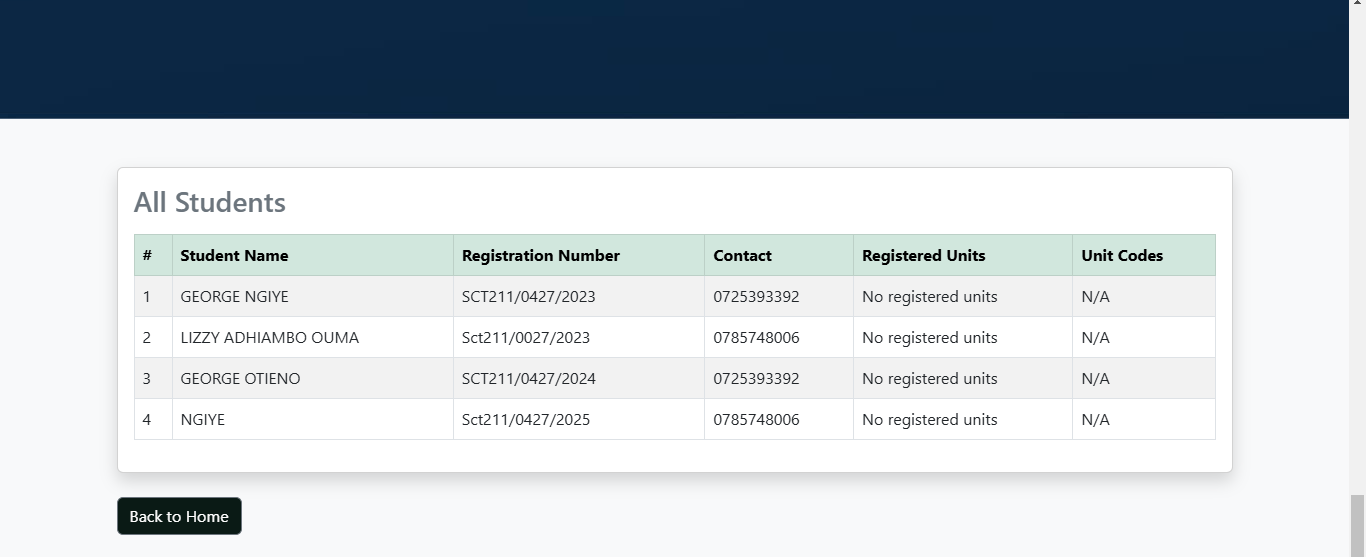 All Students
# Student Name Registration Number Contact Registered Units Unit Codes
1 GEORGE NGIYE SCT211/0427/2023 0725393392 No registered units N/A
2 LIZZY ADHIAMBO OUMA Sct211/0027/2023 0785748006 No registered units N/A
3 GEORGE OTIENO SCT211/0427/2024 0725393392 No registered units N/A
4 NGIYE Sct211/0427/2025 0785748006 No registered units N/A
Back to Home